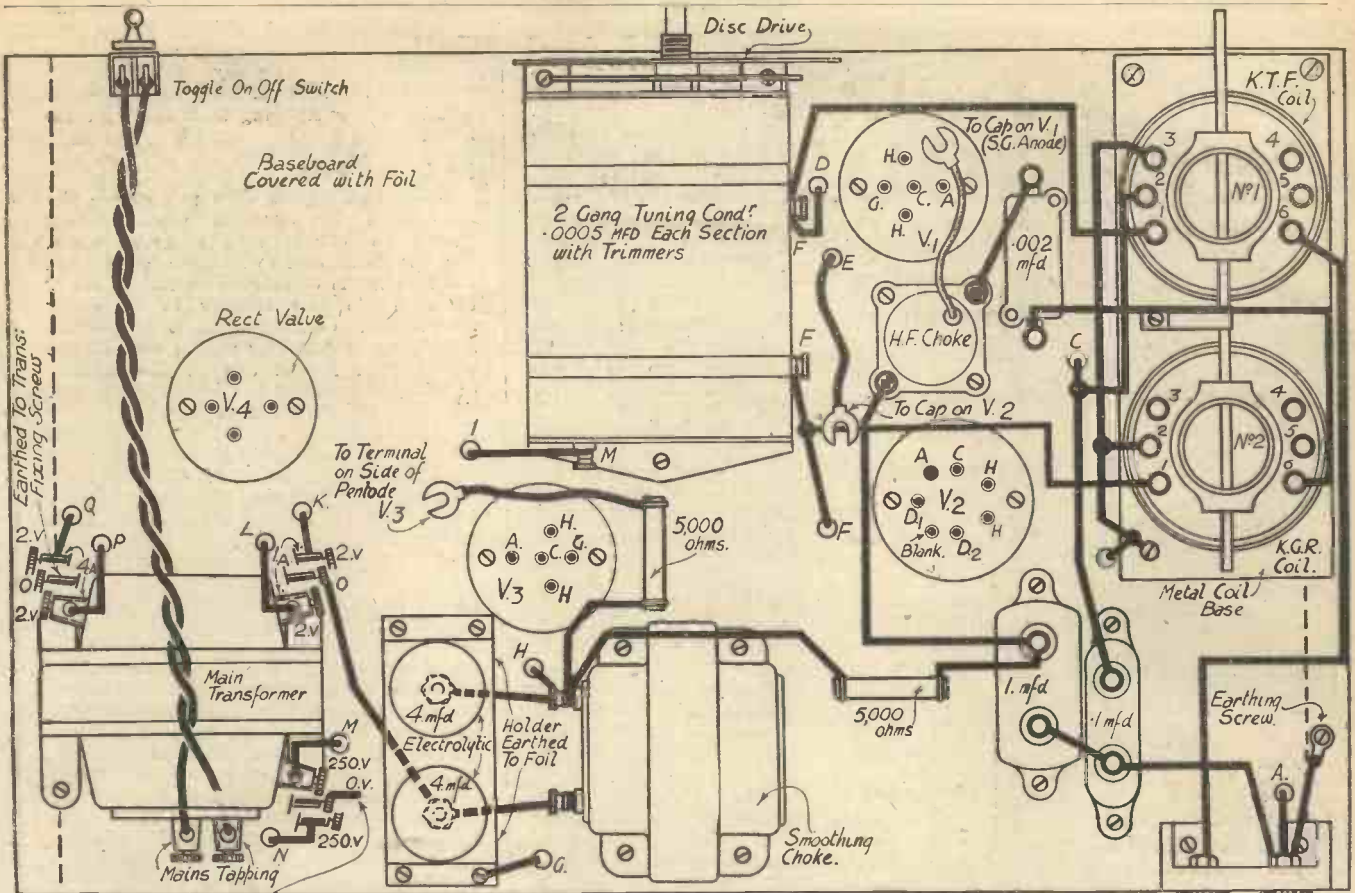 Disc Drive
Toggle On Off Switch
Baseboard
Covered with Foil
2 Gang Tuning Condr.
.0005 MFD Each Section
with Trimmers
F
D
F
E
F
H.
G.
C.
A
H.
V.1
To Cap on V.1
(S.G. Anode)
.002
mfd
H.F. Choke
K.T.F.
Coil
3
2
1
4
5
6
Nº1
Rect Valve
V.4
Earthed To Trans:
Fixing Screw
C
To Cap on V.2
3
2
1
4
5
6
Nº2
K.G.R.
Coil.
Metal Coil
Base
I
M
To Terminal
on Side of
Pentode
V.3
5,000
ohms.
A
C
H
V.2
D1
H
Blank.
D2
H.
A.
C.
G.
V.3
H
2.v
Q
P
4A
0
2.v
L
K
1A
2.v
0
2.v
Main
Transformer
M
250.v
0.v.
N
250.v
Mains Tapping
H
4.mfd
Electrolytic
4.mfd
Holder
Earthed
To Foil
G.
Smoothing
Choke.
5,000
ohms
1. mfd
.1 mfd
Earthing
Screw.
A.